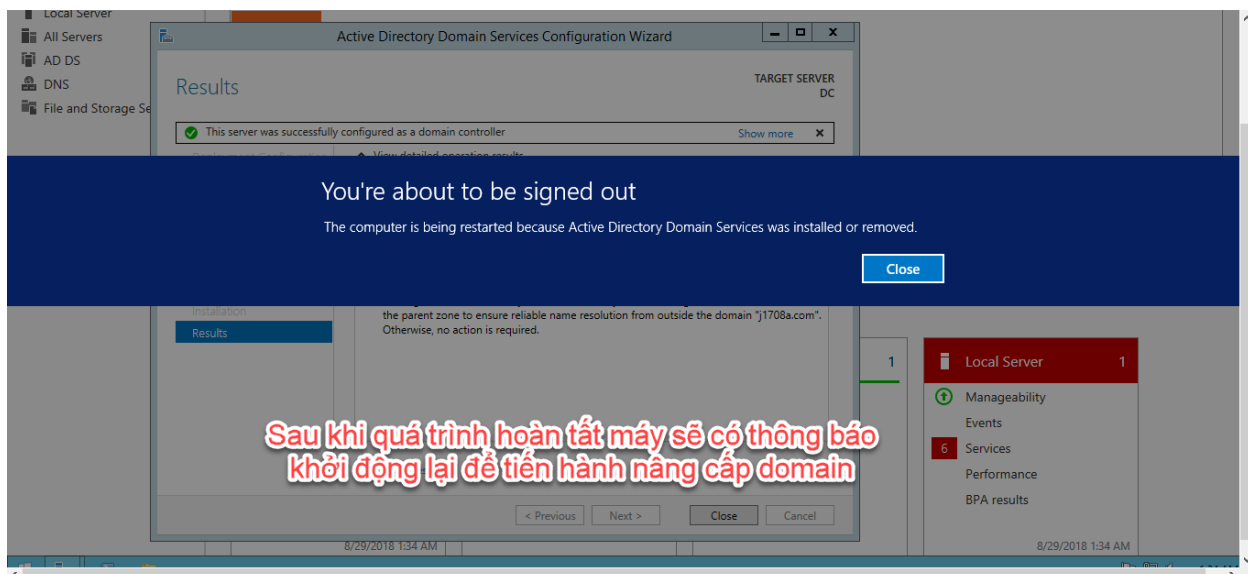 Local Server
All Servers
AD DS
DNS
File and Storage Se
Active Directory Domain Services Configuration Wizard
Results
TARGET SERVER
DC
This server was successfully configured as a domain controller
Show more
View detailed operation results
You're about to be signed out
The computer is being restarted because Active Directory Domain Services was installed or removed.
Close
Installation
Results
the parent zone to ensure reliable name resolution from outside the domain "j1708a.com".
Otherwise, no action is required.
1
Local Server 1
Manageability
Events
6 Services
Performance
BPA results
Sau khi quá trình hoàn tất máy sẽ có thông báo
khởi động lại để tiến hành nâng cấp domain
< Previous
Next >
Close
Cancel
8/29/2018 1:34 AM
8/29/2018 1:34 AM